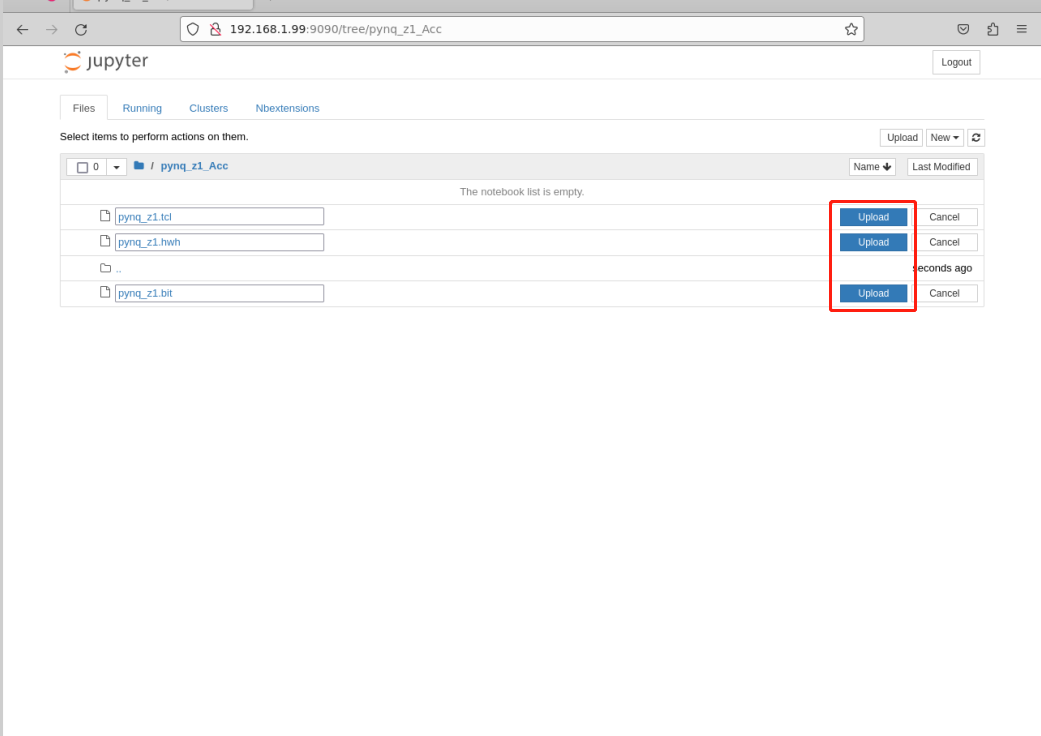 192.168.1.99:9090/tree/pynq_z1_Acc
jupyter
Logout
Files Running Clusters Nbextensions
Select items to perform actions on them.
Upload New
0 / pynq_z1_Acc Name Last Modified
The notebook list is empty.
pynq_z1.tcl Upload Cancel
pynq_z1.hwh Upload Cancel
.. seconds ago
pynq_z1.bit Upload Cancel